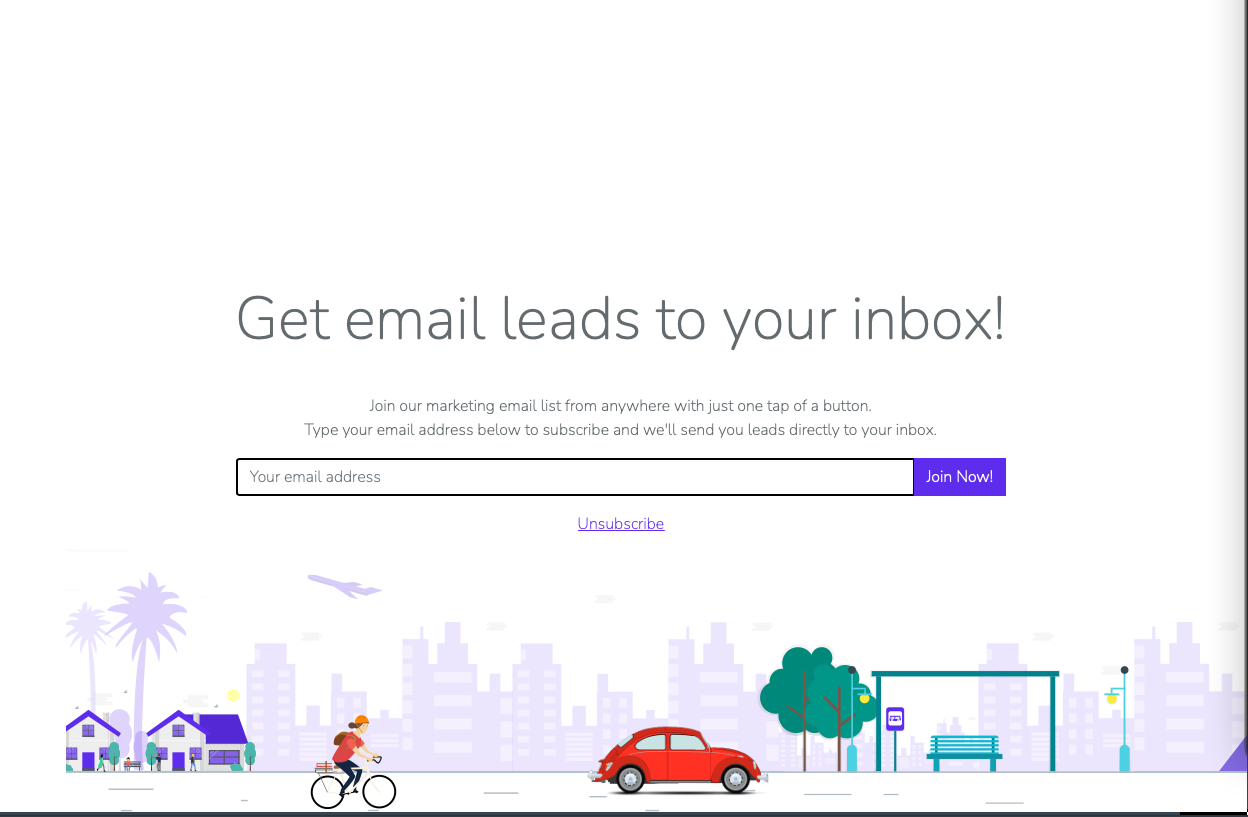 Get email leads to your inbox!
Join our marketing email list from anywhere with just one tap of a button.
Type your email address below to subscribe and we'll send you leads directly to your inbox.
Your email address
Join Now!
Unsubscribe